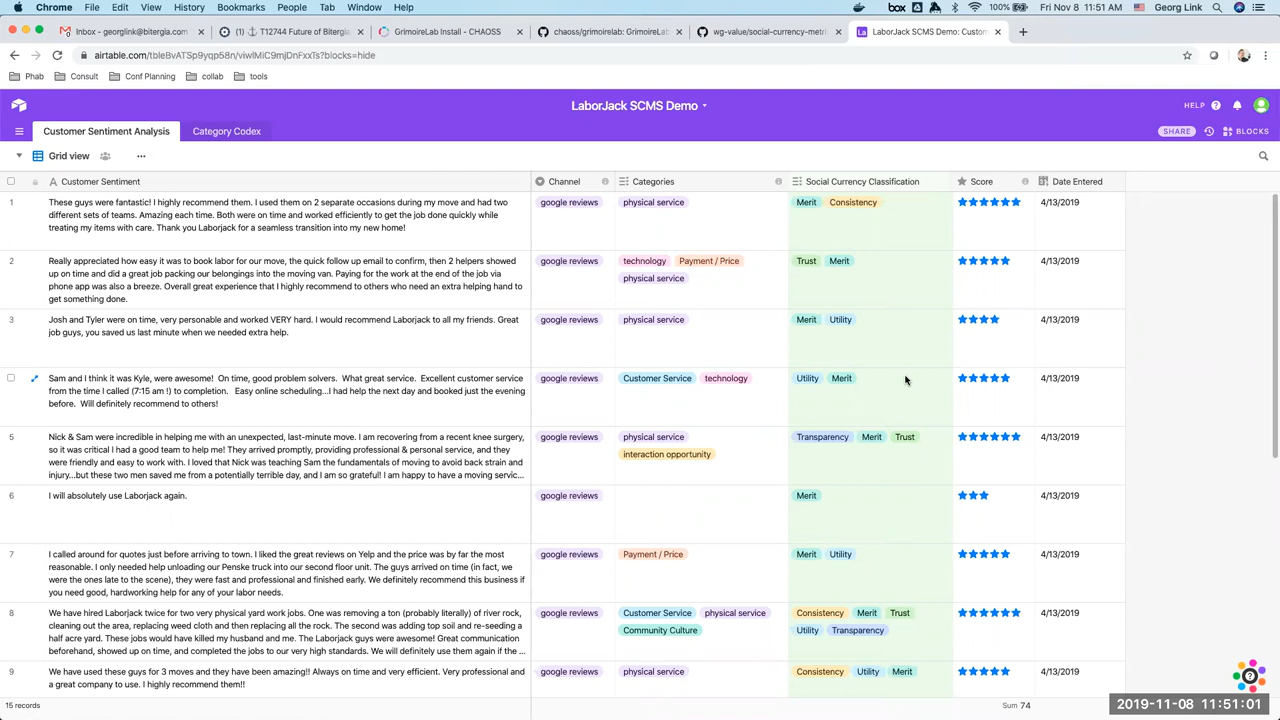 Chrome File Edit View History Bookmarks People Tab Window Help box 100% Fri Nov 8 11:51 AM Georg Link
Inbox - georglink@bitergia.com (1) T12744 Future of Bitergia GrimoireLab Install - CHAOSS chaoss/grimoirelab: GrimoireLab wg-value/social-currency-metri LaborJack SCMS Demo: Custom
airtable.com/tbleBvATSp9yqp58n/viwlMiC9mjDnFxxTs?blocks=hide
Phab Consult Conf Planning collab tools
LaborJack SCMS Demo HELP
Customer Sentiment Analysis Category Codex SHARE BLOCKS
Grid view
Customer Sentiment Channel Categories Social Currency Classification Score Date Entered
1 These guys were fantastic! I highly recommend them. I used them on 2 separate occasions during my move and had two google reviews physical service Merit Consistency 4/13/2019
different sets of teams. Amazing each time. Both were on time and worked efficiently to get the job done quickly while
treating my items with care. Thank you Laborjack for a seamless transition into my new home!
2 Really appreciated how easy it was to book labor for our move, the quick follow up email to confirm, then 2 helpers showed google reviews technology Payment / Price Trust Merit 4/13/2019
up on time and did a great job packing our belongings into the moving van. Paying for the work at the end of the job via physical service
phone app was also a breeze. Overall great experience that I highly recommend to others who need an extra helping hand to
get something done.
3 Josh and Tyler were on time, very personable and worked VERY hard. I would recommend Laborjack to all my friends. Great google reviews physical service Merit Utility 4/13/2019
job guys, you saved us last minute when we needed extra help.
Sam and I think it was Kyle, were awesome! On time, good problem solvers. What great service. Excellent customer service google reviews Customer Service technology Utility Merit 4/13/2019
from the time I called (7:15 am !) to completion. Easy online scheduling...I had help the next day and booked just the evening
before. Will definitely recommend to others!
5 Nick & Sam were incredible in helping me with an unexpected, last-minute move. I am recovering from a recent knee surgery, google reviews physical service Transparency Merit Trust 4/13/2019
so it was critical I had a good team to help me! They arrived promptly, providing professional & personal service, and they interaction opportunity
were friendly and easy to work with. I loved that Nick was teaching Sam the fundamentals of moving to avoid back strain and
injury...but these two men saved me from a potentially terrible day, and I am so grateful! I am happy to have a moving servic...
6 I will absolutely use Laborjack again. google reviews Merit 4/13/2019
7 I called around for quotes just before arriving to town. I liked the great reviews on Yelp and the price was by far the most google reviews Payment / Price Merit Utility 4/13/2019
reasonable. I only needed help unloading our Penske truck into our second floor unit. The guys arrived on time (in fact, we
were the ones late to the scene), they were fast and professional and finished early. We definitely recommend this business if
you need good, hardworking help for any of your labor needs.
8 We have hired Laborjack twice for two very physical yard work jobs. One was removing a ton (probably literally) of river rock, google reviews Customer Service physical service Consistency Merit Trust 4/13/2019
cleaning out the area, replacing weed cloth and then replacing all the rock. The second was adding top soil and re-seeding a Community Culture Utility Transparency
half acre yard. These jobs would have killed my husband and me. The Laborjack guys were awesome! Great communication
beforehand, showed up on time, and completed the jobs to our very high standards. We will definitely use them again if the ...
9 We have used these guys for 3 moves and they have been amazing!! Always on time and very efficient. Very professional and google reviews physical service Consistency Utility Merit 4/13/2019
a great company to use. I highly recommend them!!
15 records Sum 74
2019-11-08 11:51:01